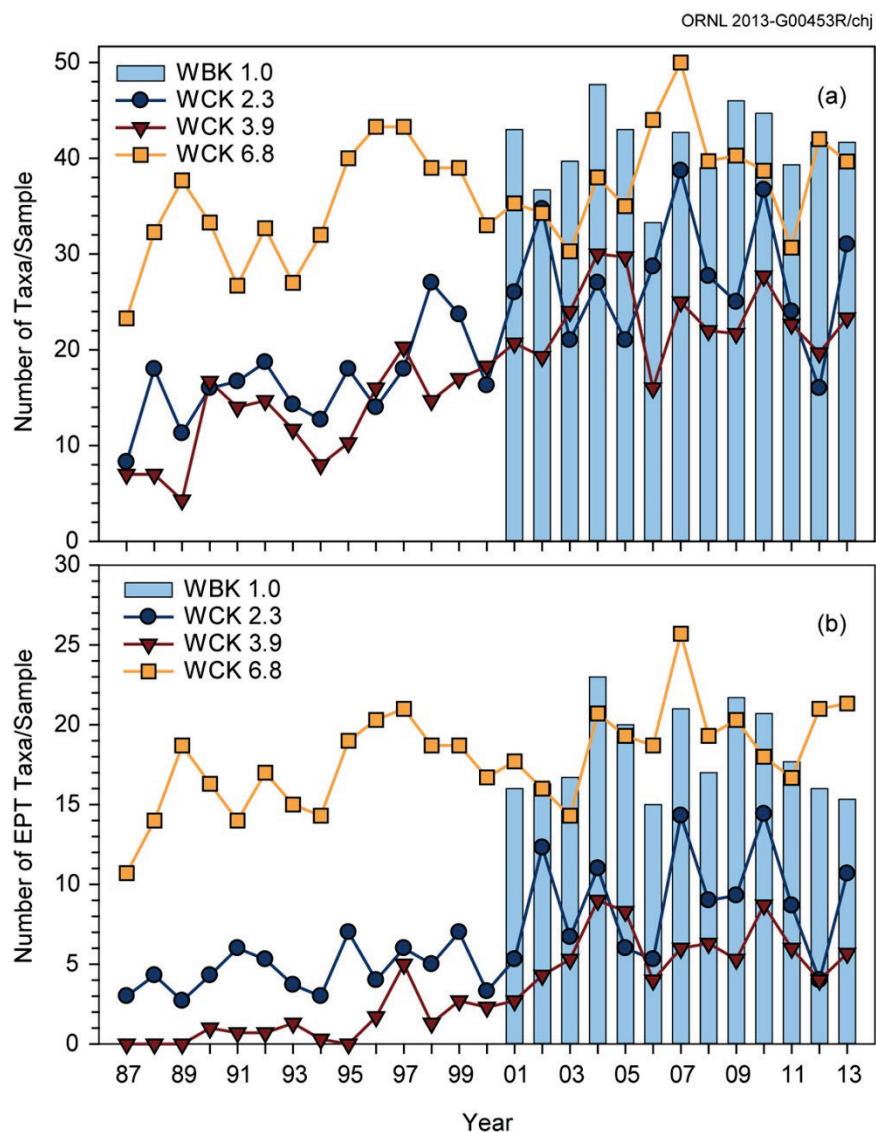 ORNL 2013-G00453R/chj
(a)
WBK 1.0
WCK 2.3
WCK 3.9
WCK 6.8
Number of Taxa/Sample
50
40
30
20
10
0
(b)
WBK 1.0
WCK 2.3
WCK 3.9
WCK 6.8
Number of EPT Taxa/Sample
30
25
20
15
10
5
0
87 89 91 93 95 97 99 01 03 05 07 09 11 13
Year